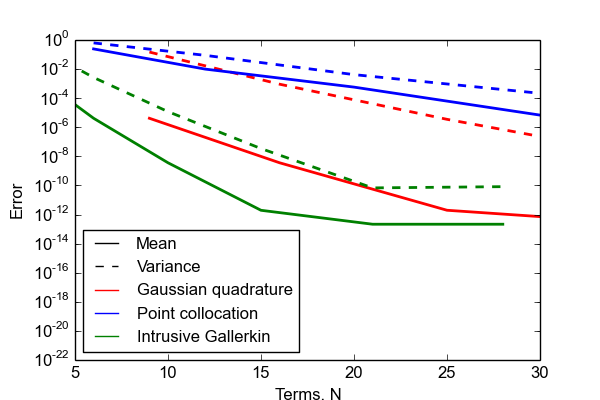 10^0
10^-2
10^-4
10^-6
10^-8
10^-10
10^-12
10^-14
10^-16
10^-18
10^-20
10^-22
Error
Mean
Variance
Gaussian quadrature
Point collocation
Intrusive Gallerkin
5 10 15 20 25 30
Terms, N